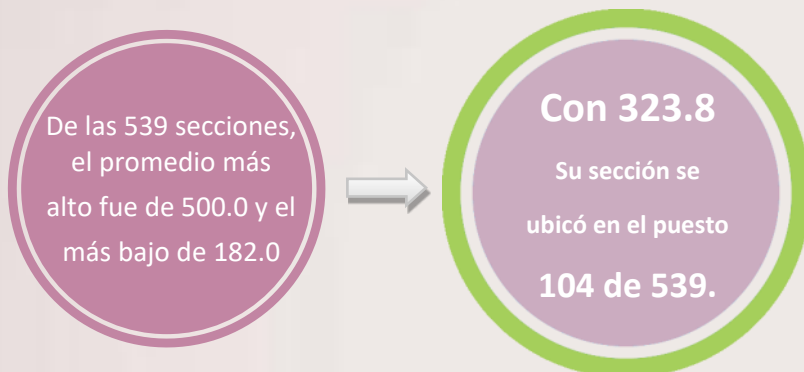 De las 539 secciones,
el promedio más
alto fue de 500.0 y el
más bajo de 182.0
Con 323.8
Su sección se
ubicó en el puesto
104 de 539.